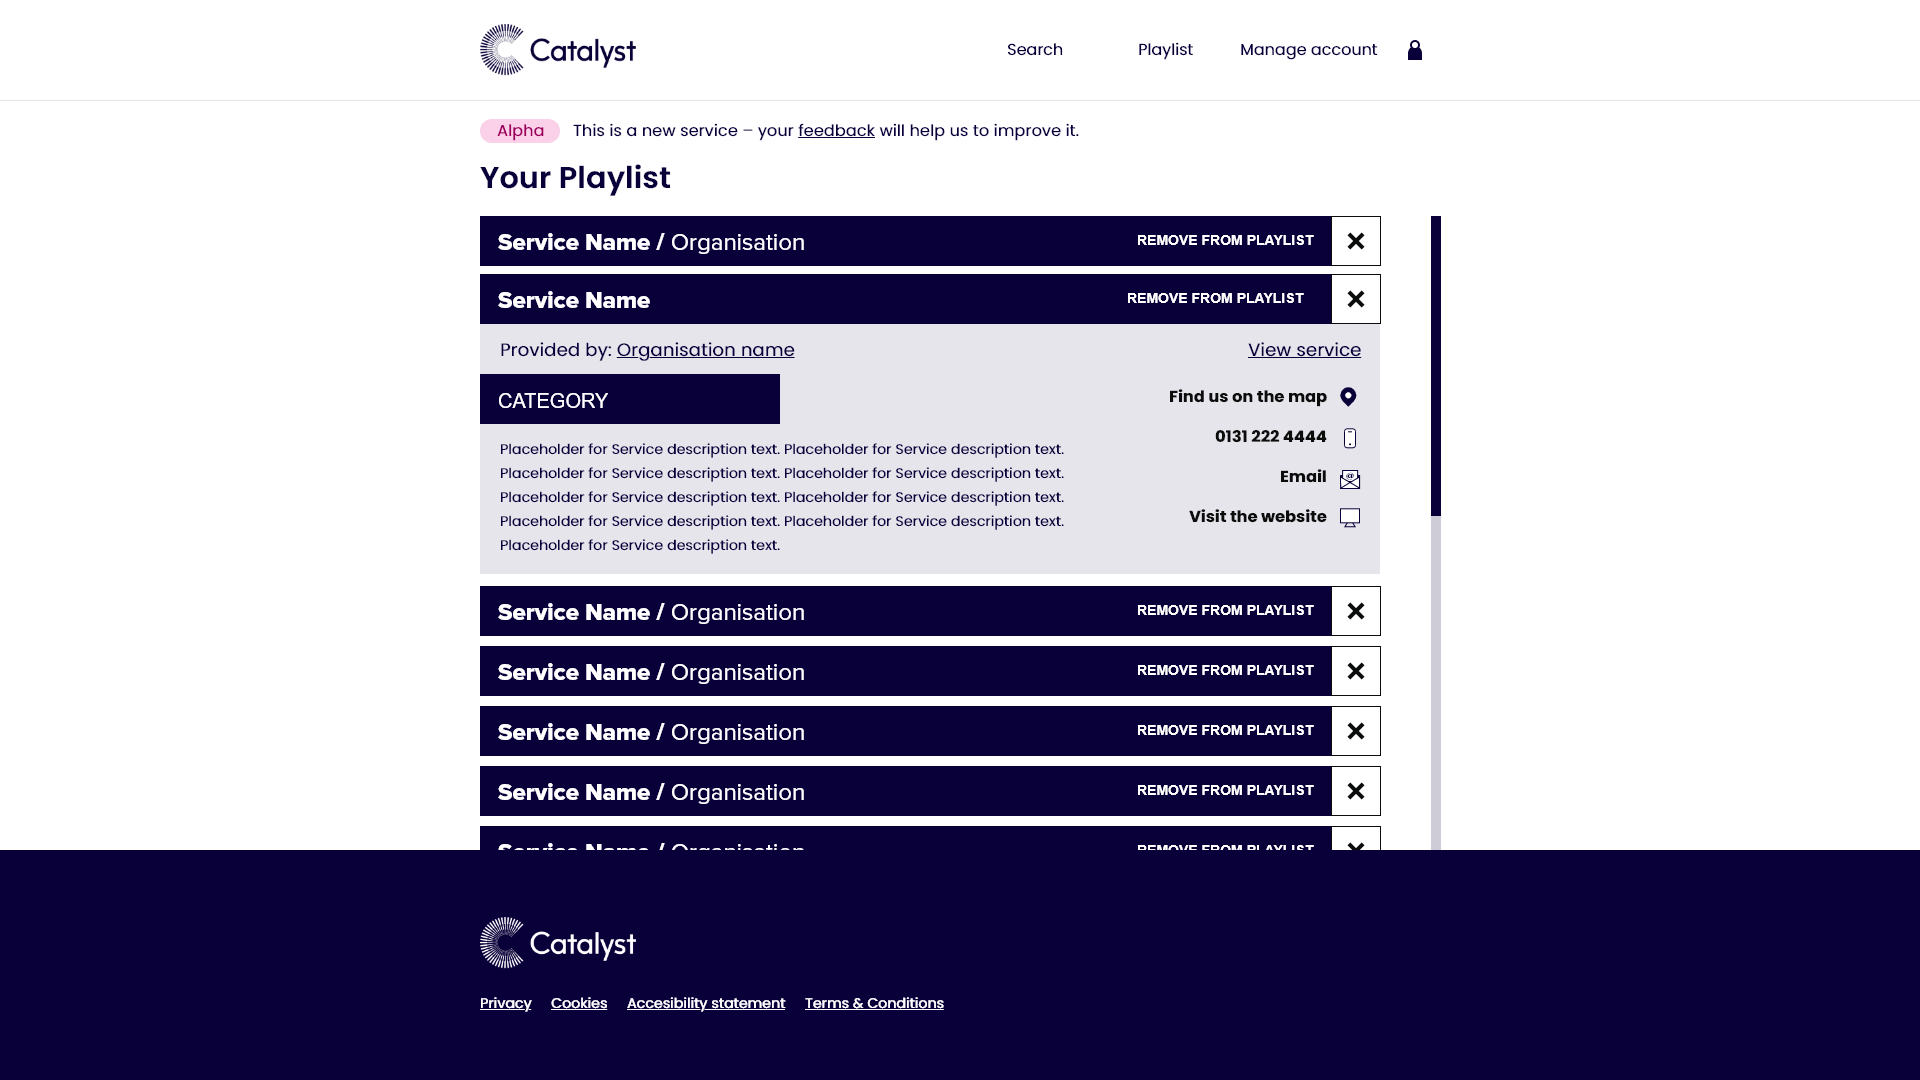 Catalyst
Search Playlist Manage account
Alpha This is a new service – your feedback will help us to improve it.
Your Playlist
Service Name / Organisation REMOVE FROM PLAYLIST
Service Name REMOVE FROM PLAYLIST
Provided by: Organisation name View service
CATEGORY
Find us on the map
0131 222 4444
Email
Visit the website
Placeholder for Service description text. Placeholder for Service description text.
Placeholder for Service description text. Placeholder for Service description text.
Placeholder for Service description text. Placeholder for Service description text.
Placeholder for Service description text. Placeholder for Service description text.
Placeholder for Service description text.
Service Name / Organisation REMOVE FROM PLAYLIST
Service Name / Organisation REMOVE FROM PLAYLIST
Service Name / Organisation REMOVE FROM PLAYLIST
Service Name / Organisation REMOVE FROM PLAYLIST
Service Name / Organisation REMOVE FROM PLAYLIST
Catalyst
Privacy Cookies Accesibility statement Terms & Conditions